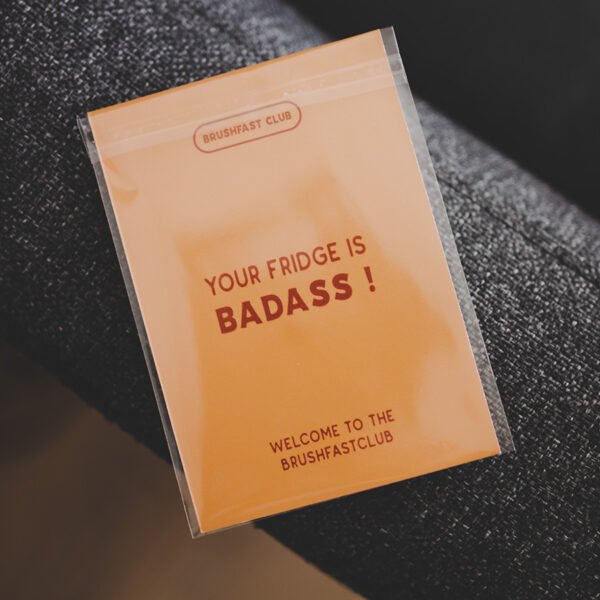 BRUSHFAST CLUB
YOUR FRIDGE IS
BADASS !
WELCOME TO THE
BRUSHFASTCLUB